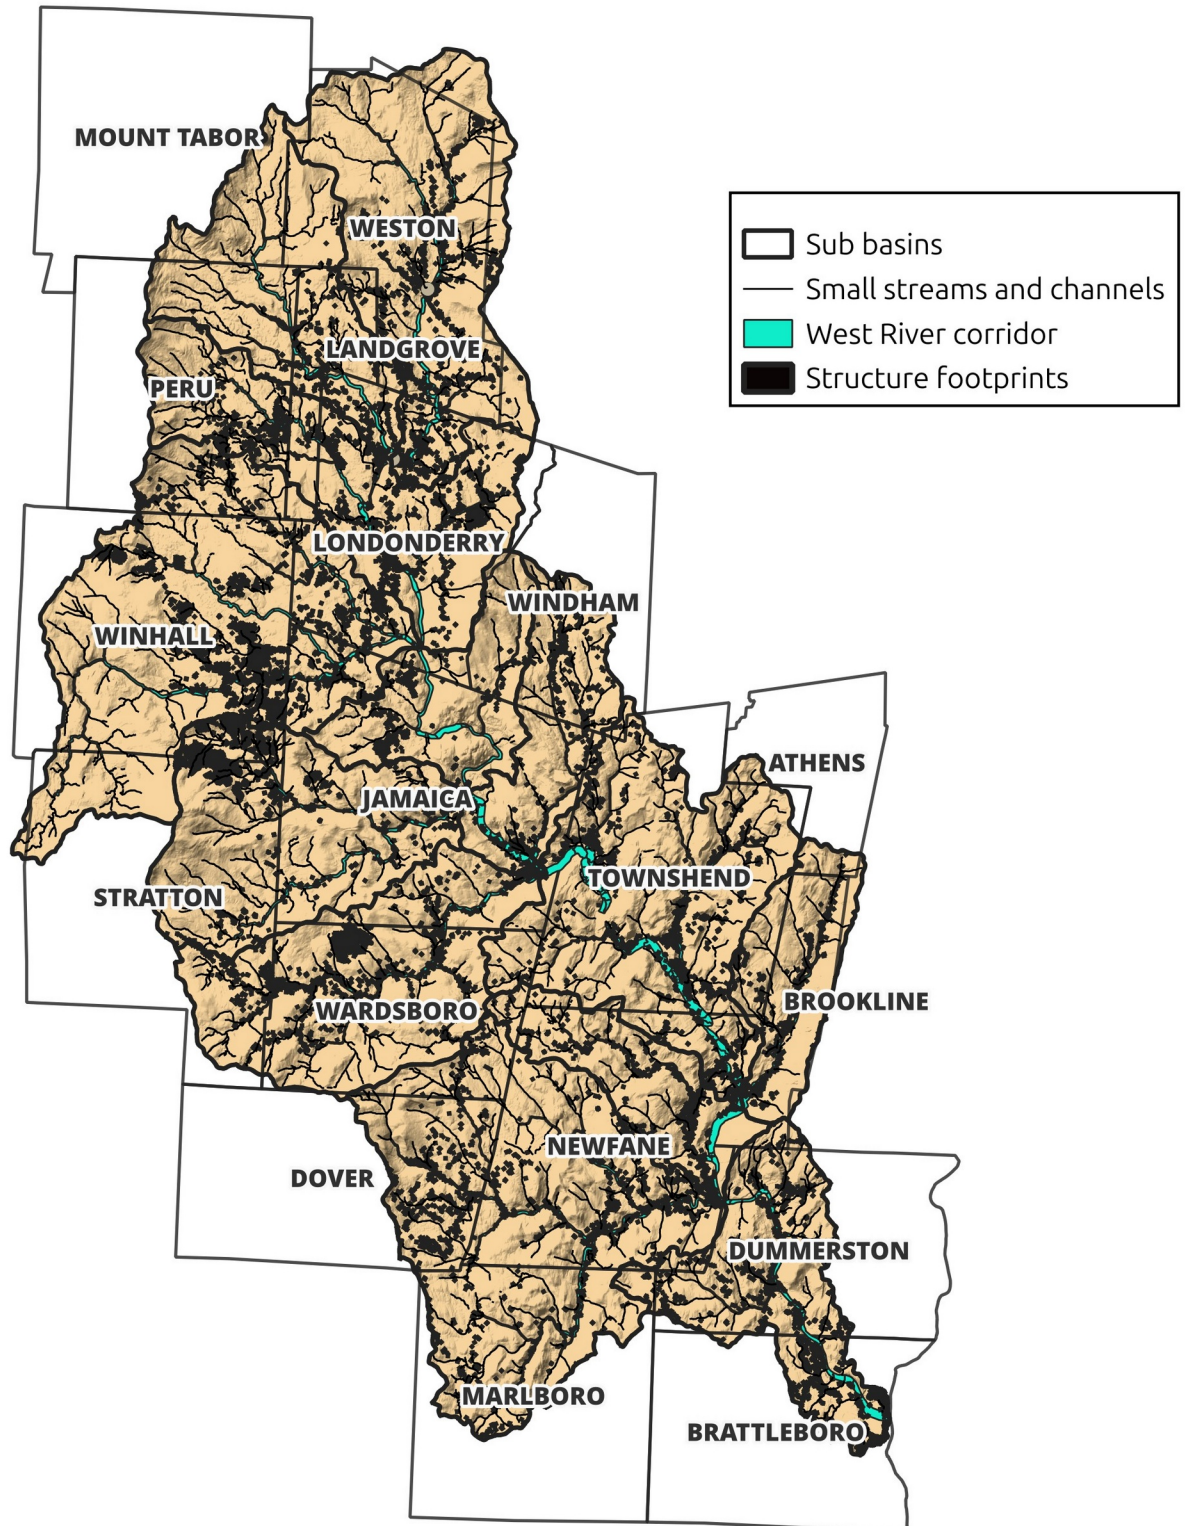 MOUNT TABOR
WESTON
Sub basins
Small streams and channels
West River corridor
Structure footprints
LANDGROVE
PERU
LONDONDERRY
WINDHAM
WINHALL
ATHENS
JAMAICA
TOWNSHEND
STRATTON
BROOKLINE
WARDSBORO
NEWFANE
DOVER
DUMMERSTON
MARLBORO
BRATTLEBORO